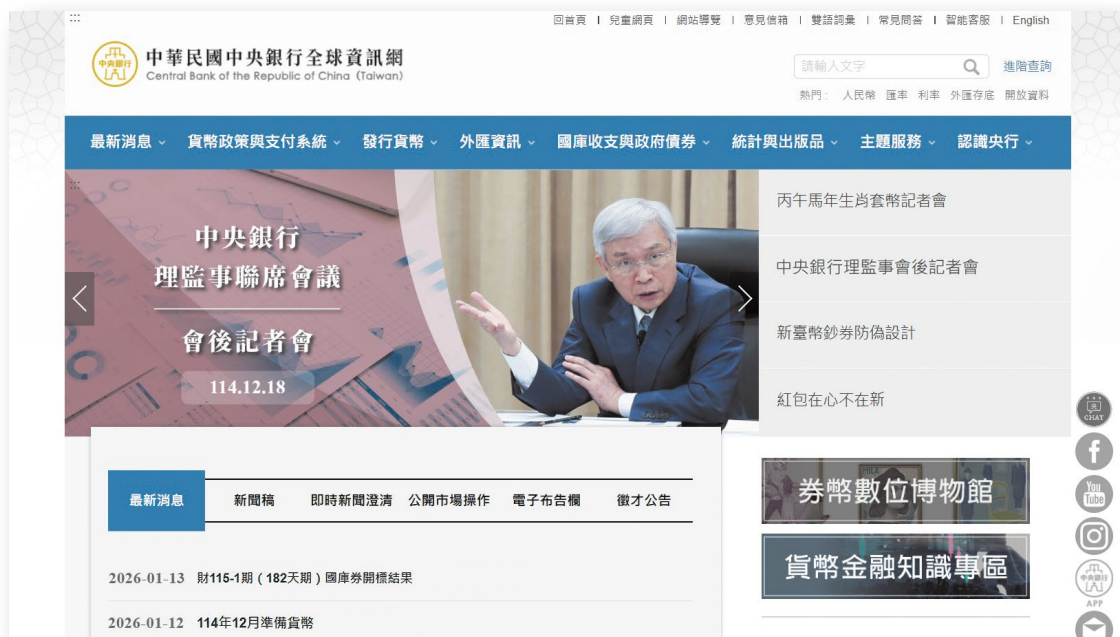 :::
回首頁 | 兒童網頁 | 網站導覽 | 意見信箱 | 雙語詞彙 | 常見問答 | 智能客服 | English
中央銀行
中華民國中央銀行全球資訊網
Central Bank of the Republic of China (Taiwan)
請輸入文字
進階查詢
熱門： 人民幣 匯率 利率 外匯存底 開放資料
最新消息 貨幣政策與支付系統 發行貨幣 外匯資訊 國庫收支與政府債券 統計與出版品 主題服務 認識央行
:::
中央銀行
理監事聯席會議
會後記者會
114.12.18
丙午馬年生肖套幣記者會
中央銀行理監事會後記者會
新臺幣鈔券防偽設計
紅包在心不在新
CHAT
f
You
Tube
中央銀行
APP
最新消息 新聞稿 即時新聞澄清 公開市場操作 電子布告欄 徵才公告
2026-01-13 財115-1期（182天期）國庫券開標結果
2026-01-12 114年12月準備貨幣
券幣數位博物館
貨幣金融知識專區